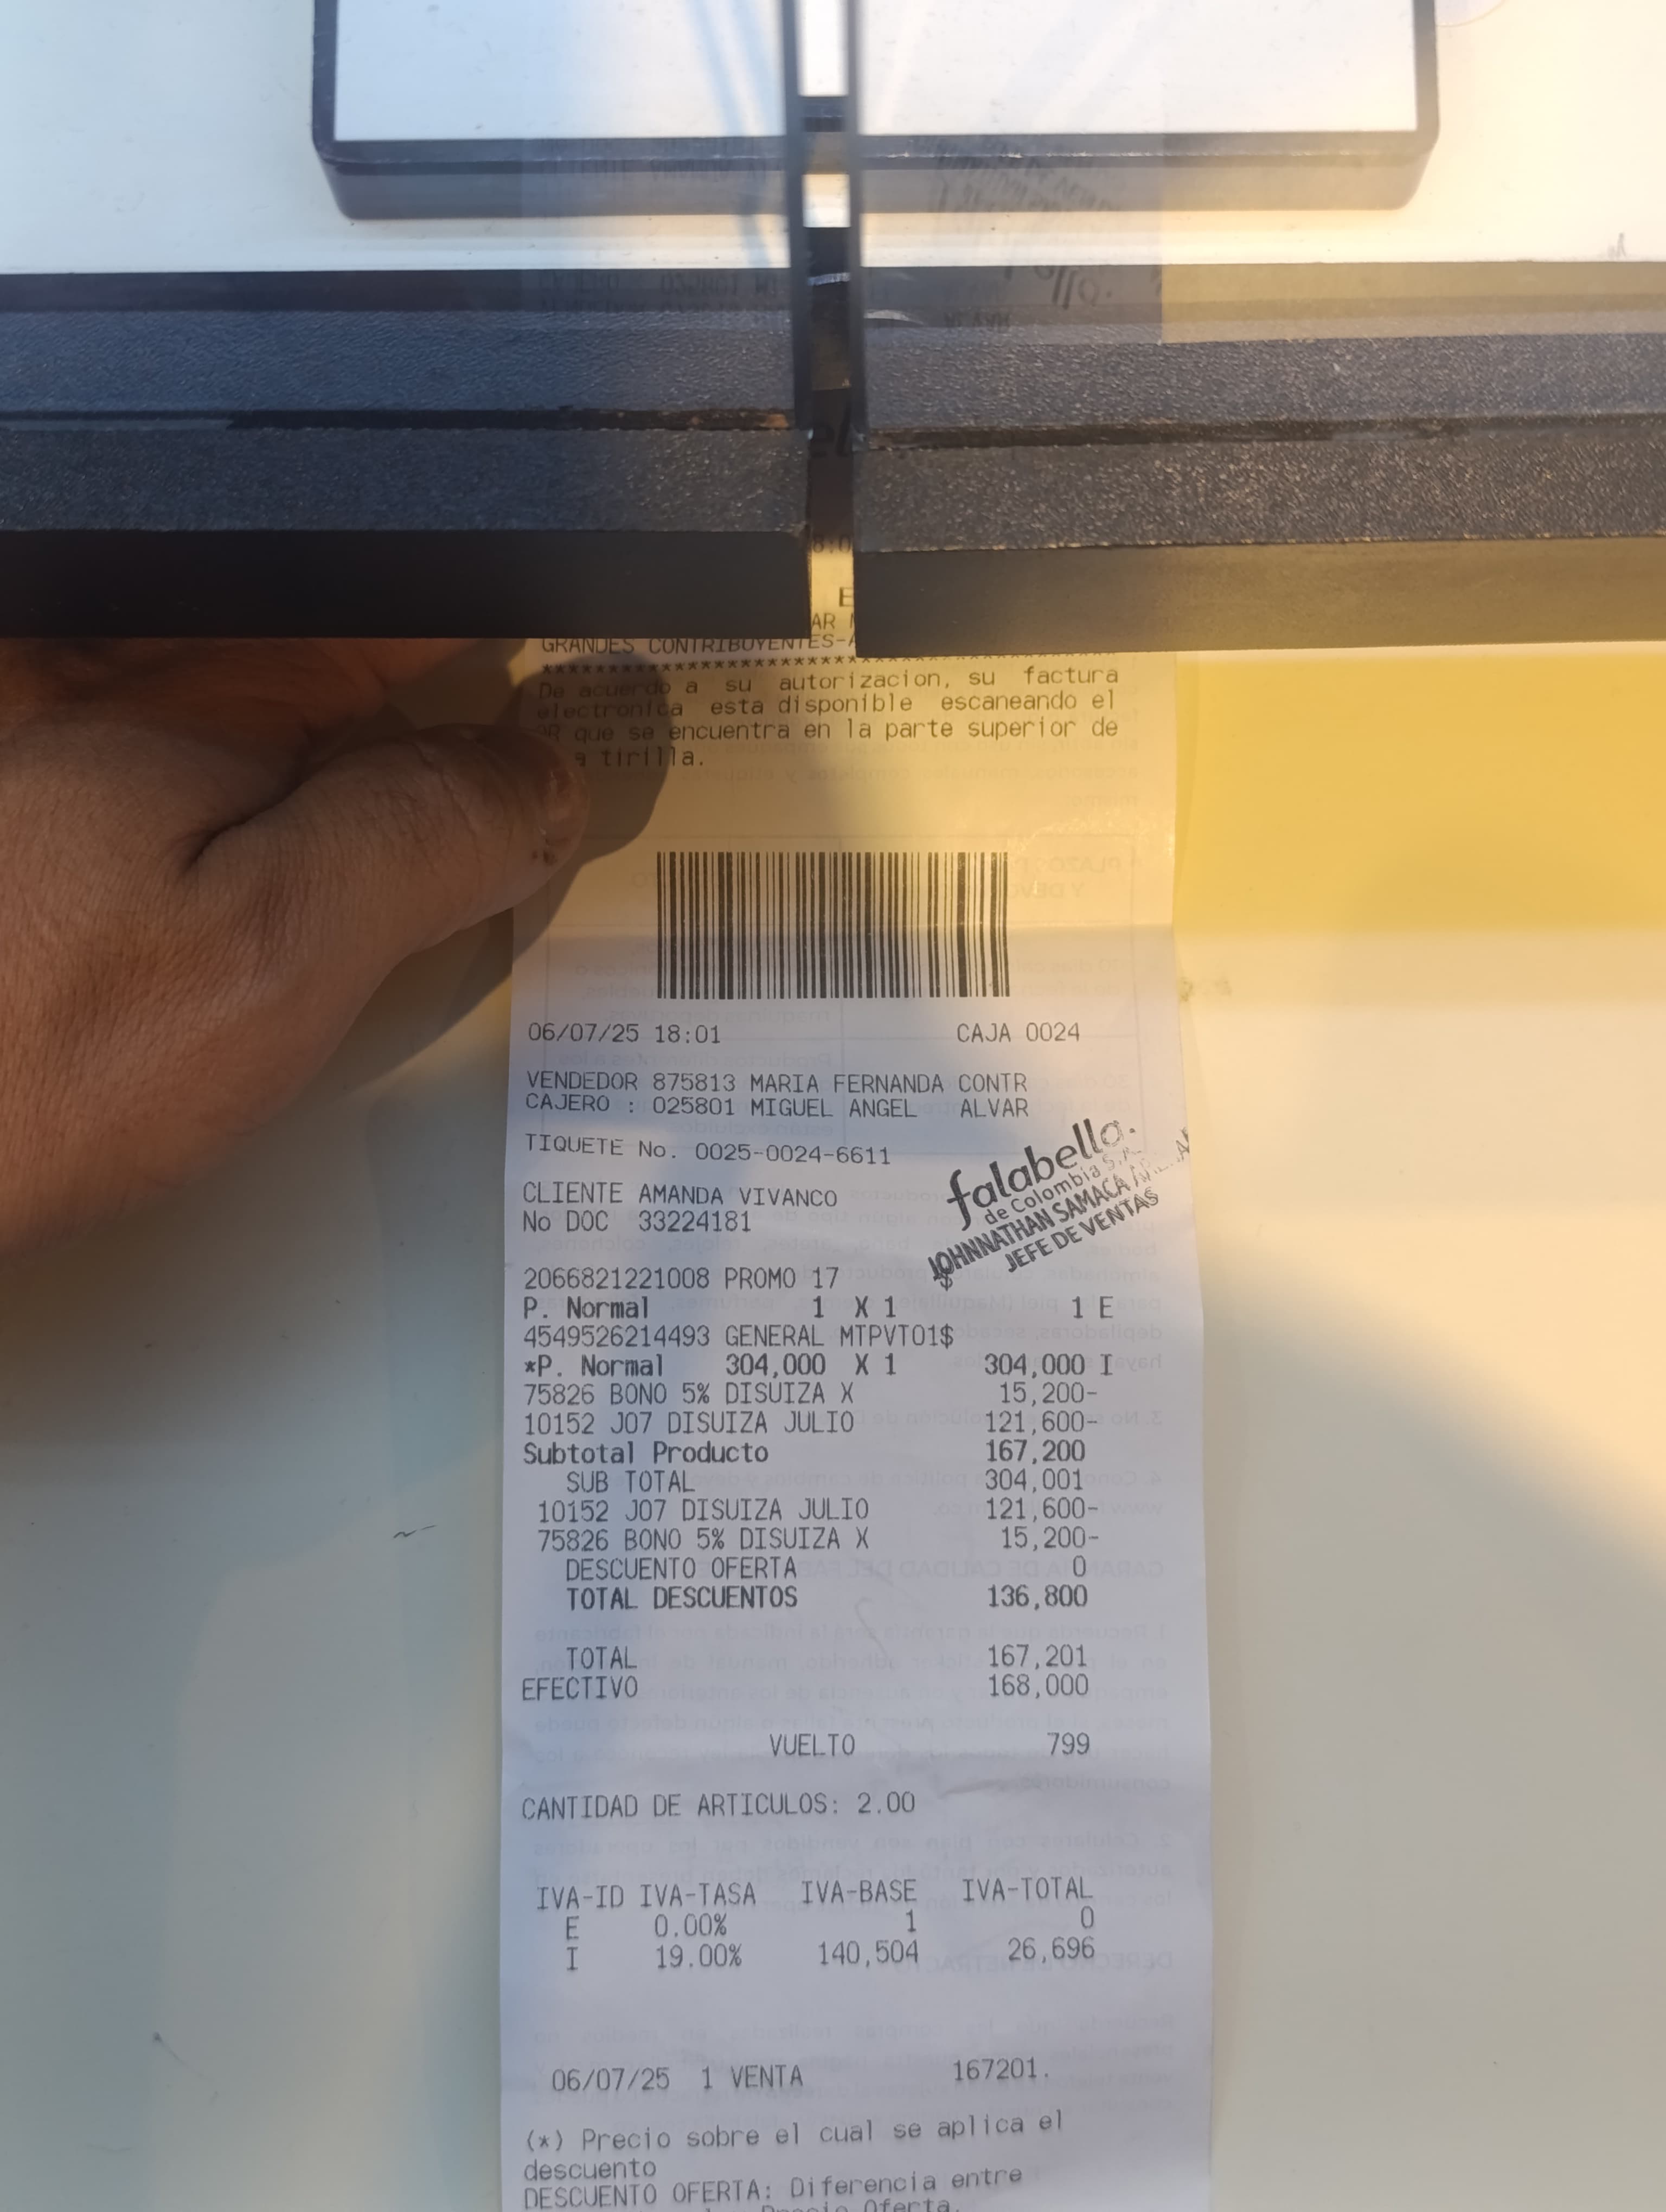 GRANDES CONTRIBUYENTES-A
****************************************
De acuerdo a su autorizacion, su factura
electronica esta disponible escaneando el
QR que se encuentra en la parte superior de
tirilla.
06/07/25 18:01 CAJA 0024
VENDEDOR 875813 MARIA FERNANDA CONTR
CAJERO : 025801 MIGUEL ANGEL ALVAR
TIQUETE No. 0025-0024-6611
falabella.
de Colombia S.A.
JOHNNATHAN SAMACA
JEFE DE VENTAS
CLIENTE AMANDA VIVANCO
No DOC 33224181
2066821221008 PROMO 17 $
P. Normal 1 X 1 1 E
4549526214493 GENERAL MTPVT01$
*P. Normal 304,000 X 1 304,000 I
75826 BONO 5% DISUIZA X 15,200-
10152 J07 DISUIZA JULIO 121,600-
Subtotal Producto 167,200
SUB TOTAL 304,001
10152 J07 DISUIZA JULIO 121,600-
75826 BONO 5% DISUIZA X 15,200-
DESCUENTO OFERTA 0
TOTAL DESCUENTOS 136,800
TOTAL 167,201
EFECTIVO 168,000
VUELTO 799
CANTIDAD DE ARTICULOS: 2.00
IVA-ID IVA-TASA IVA-BASE IVA-TOTAL
E 0.00% 1 0
I 19.00% 140,504 26,696
06/07/25 1 VENTA 167201.
(*) Precio sobre el cual se aplica el
descuento
DESCUENTO OFERTA: Diferencia entre
Precio Oferta.